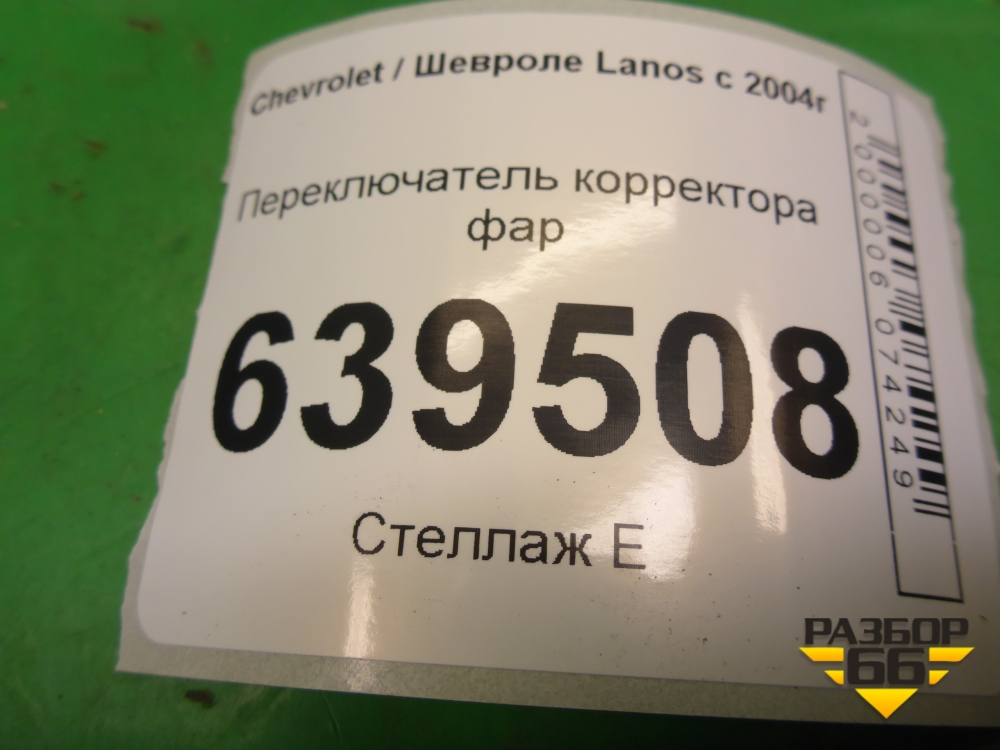 Chevrolet / Шевроле Lanos с 2004г
Переключатель корректора
фар
639508
Стеллаж Е
2000006074249
РАЗБОР
66